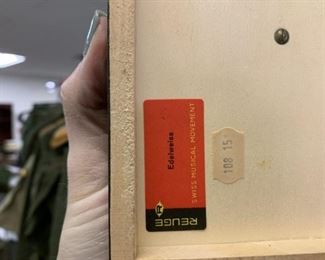 Edelweiss
SWISS MUSICAL MOVEMENT
REUGE
108 15